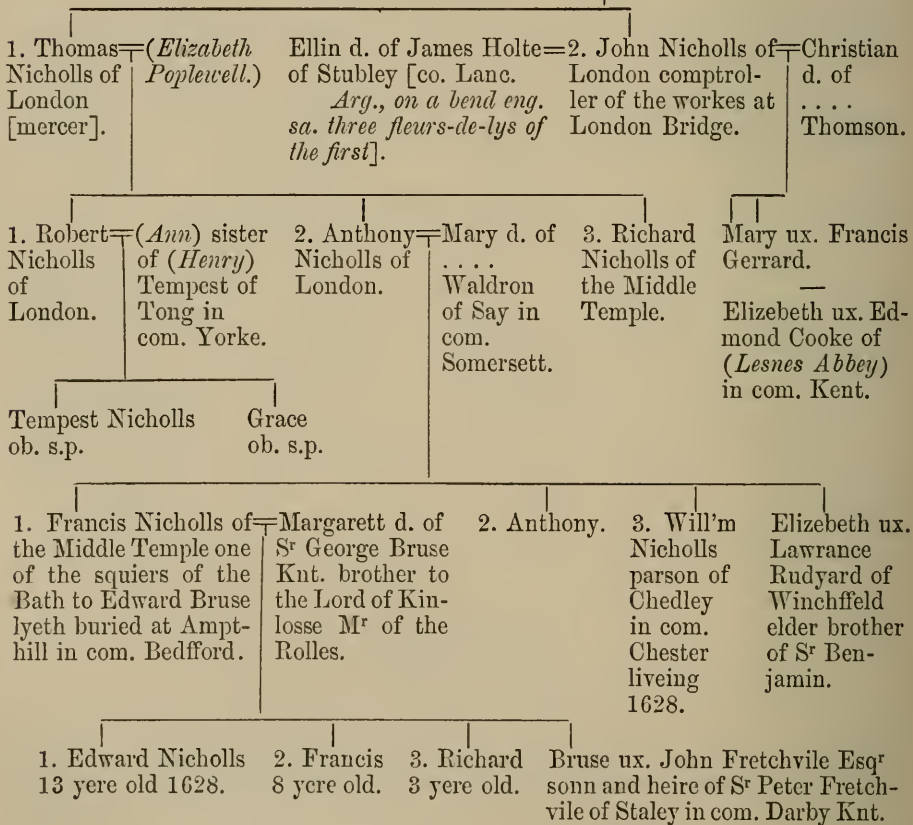 1. Thomas (Elizabeth
Nicholls of Poplewell.)
London
[mercer].
Ellin d. of James Holte
of Stubley [co. Lanc.
Arg., on a bend eng.
sa. three fleurs-de-lys of
the first].
2. John Nicholls of
London comptrol-
ler of the workes at
London Bridge.
Christian
d. of
....
Thomson.
1. Robert
Nicholls
of
London.
(Ann) sister
of (Henry)
Tempest of
Tong in
com. Yorke.
2. Anthony
Nicholls of
London.
Mary d. of
....
Waldron
of Say in
com.
Somersett.
3. Richard
Nicholls of
the Middle
Temple.
Mary ux. Francis
Gerrard.
—
Elizebeth ux. Ed-
mond Cooke of
(Lesnes Abbey)
in com. Kent.
Tempest Nicholls
ob. s.p.
Grace
ob. s.p.
1. Francis Nicholls of
the Middle Temple one
of the squiers of the
Bath to Edward Bruse
lyeth buried at Ampt-
hill in com. Bedfford.
Margarett d. of
Sʳ George Bruse
Knt. brother to
the Lord of Kin-
losse Mʳ of the
Rolles.
2. Anthony.
3. Will'm
Nicholls
parson of
Chedley
in com.
Chester
liveing
1628.
Elizebeth ux.
Lawrance
Rudyard of
Winchffeld
elder brother
of Sʳ Ben-
jamin.
1. Edward Nicholls
13 yere old 1628.
2. Francis
8 yere old.
3. Richard
3 yere old.
Bruse ux. John Fretchvile Esqʳ
sonn and heire of Sʳ Peter Fretch-
vile of Staley in com. Darby Knt.